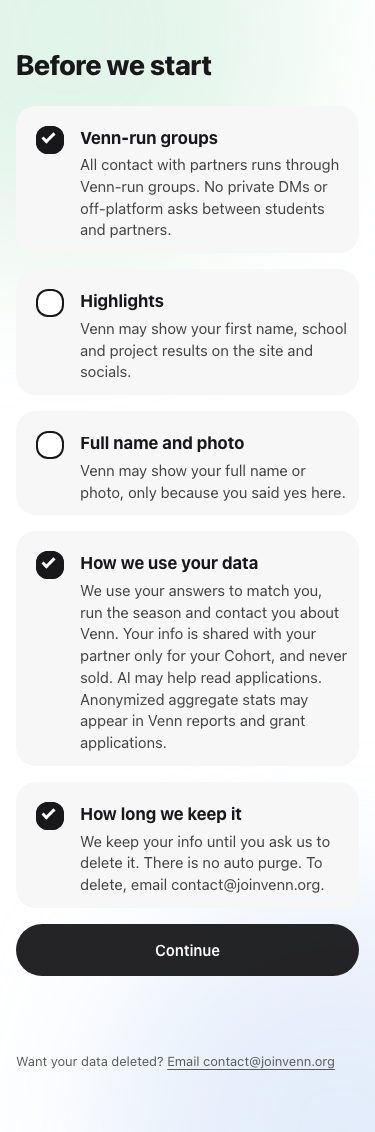 Before we start
Venn-run groups
All contact with partners runs through
Venn-run groups. No private DMs or
off-platform asks between students
and partners.
Highlights
Venn may show your first name, school
and project results on the site and
socials.
Full name and photo
Venn may show your full name or
photo, only because you said yes here.
How we use your data
We use your answers to match you,
run the season and contact you about
Venn. Your info is shared with your
partner only for your Cohort, and never
sold. AI may help read applications.
Anonymized aggregate stats may
appear in Venn reports and grant
applications.
How long we keep it
We keep your info until you ask us to
delete it. There is no auto purge. To
delete, email contact@joinvenn.org.
Continue
Want your data deleted? Email contact@joinvenn.org